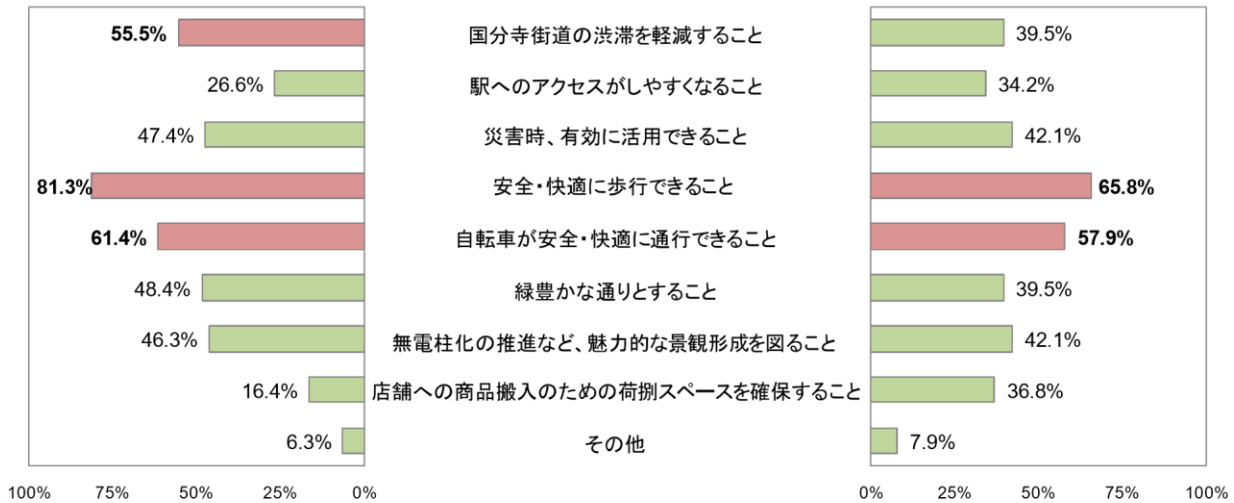 55.5% 国分寺街道の渋滞を軽減すること 39.5%
26.6% 駅へのアクセスがしやすくなること 34.2%
47.4% 災害時、有効に活用できること 42.1%
81.3% 安全・快適に歩行できること 65.8%
61.4% 自転車が安全・快適に通行できること 57.9%
48.4% 緑豊かな通りとすること 39.5%
46.3% 無電柱化の推進など、魅力的な景観形成を図ること 42.1%
16.4% 店舗への商品搬入のための荷捌スペースを確保すること 36.8%
6.3% その他 7.9%
100% 75% 50% 25% 0% 0% 25% 50% 75% 100%